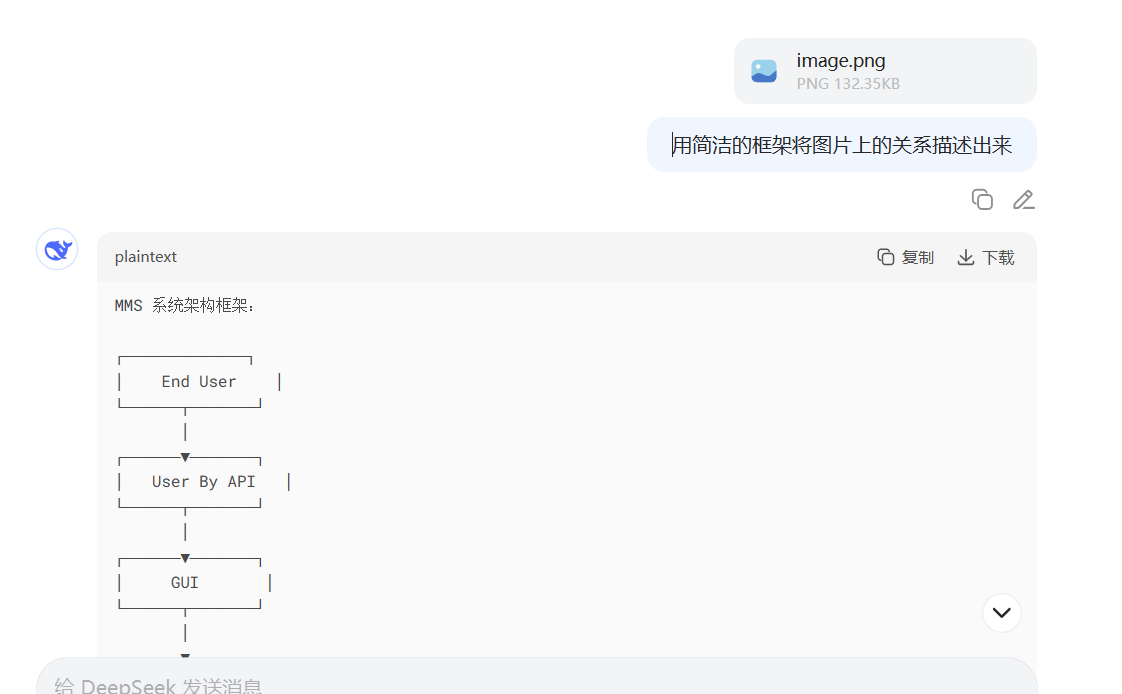 image.png
PNG 132.35KB
用简洁的框架将图片上的关系描述出来
plaintext 复制 下载
MMS 系统架构框架：
End User
User By API
GUI
给 DeepSeek 发送消息